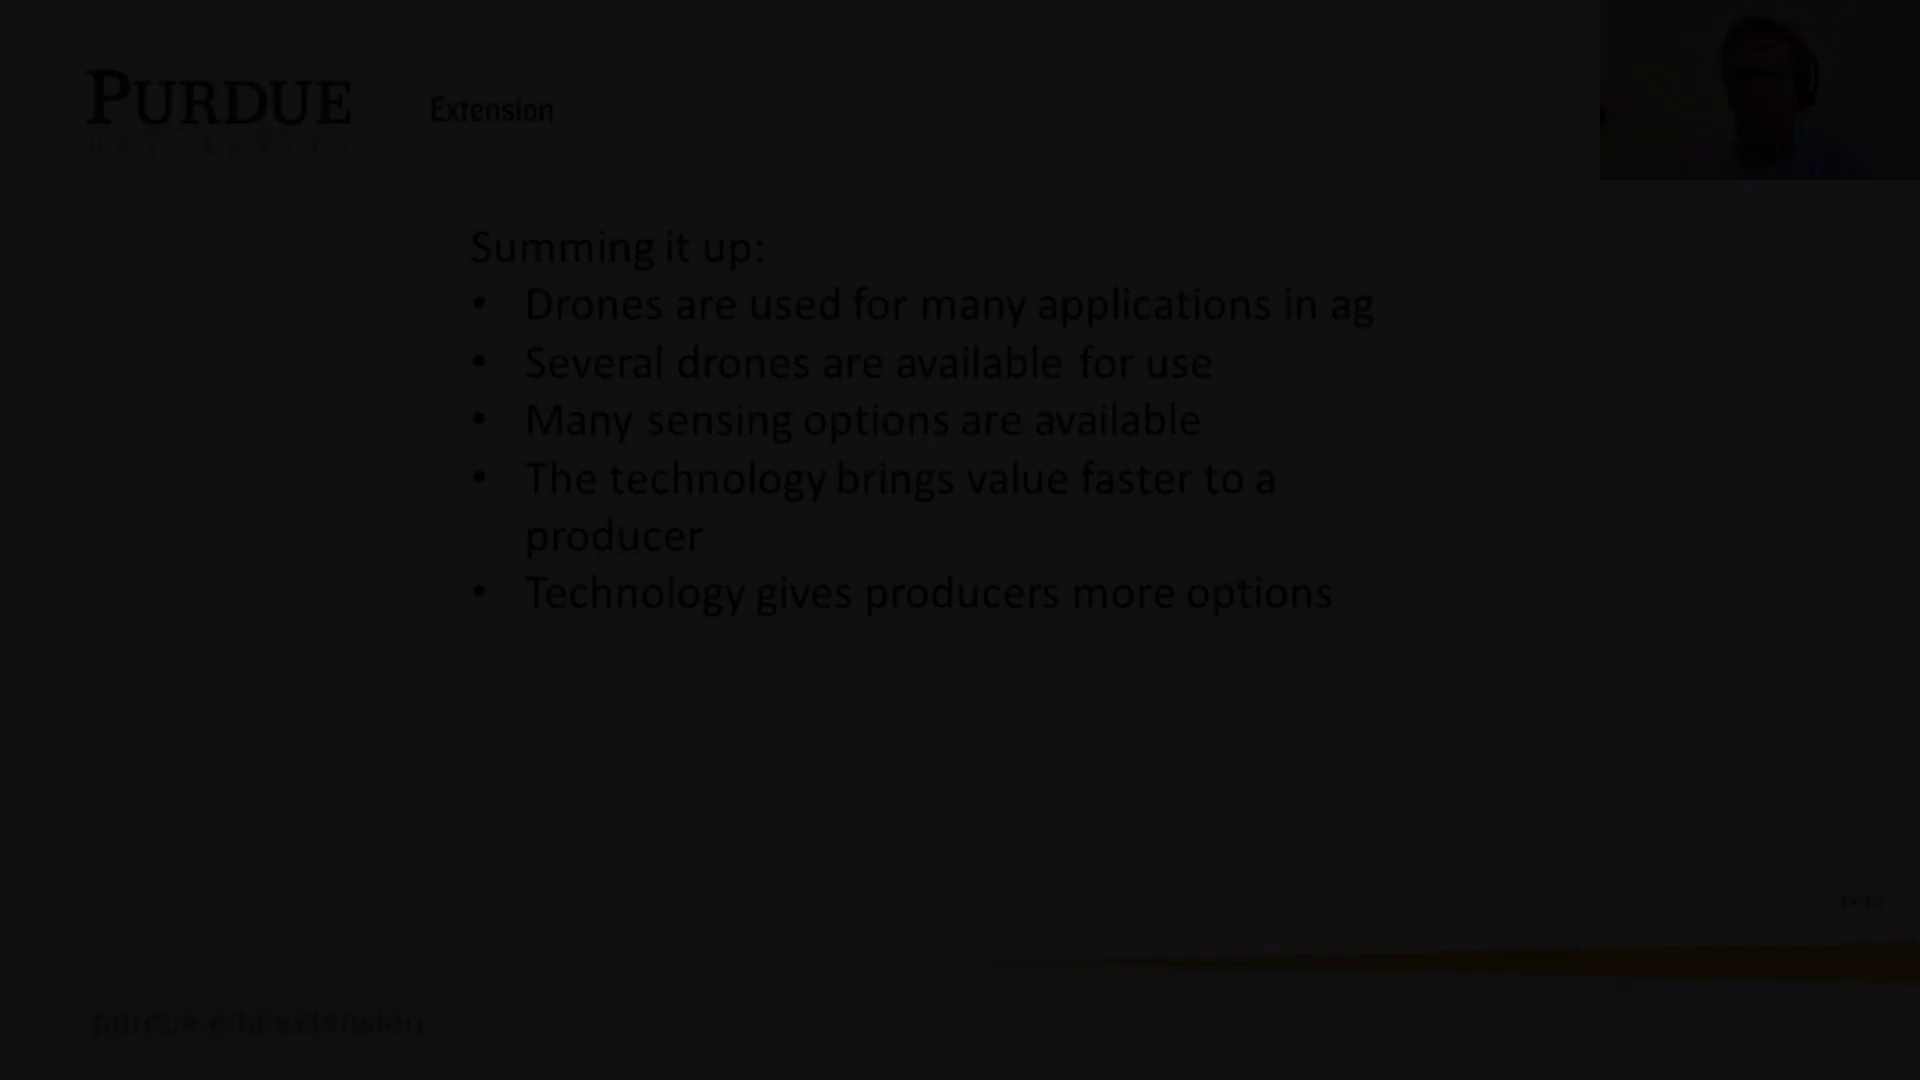 PURDUE
UNIVERSITY
Extension
Summing it up:
• Drones are used for many applications in ag
• Several drones are available for use
• Many sensing options are available
• The technology brings value faster to a
producer
• Technology gives producers more options
purdue.edu/extension